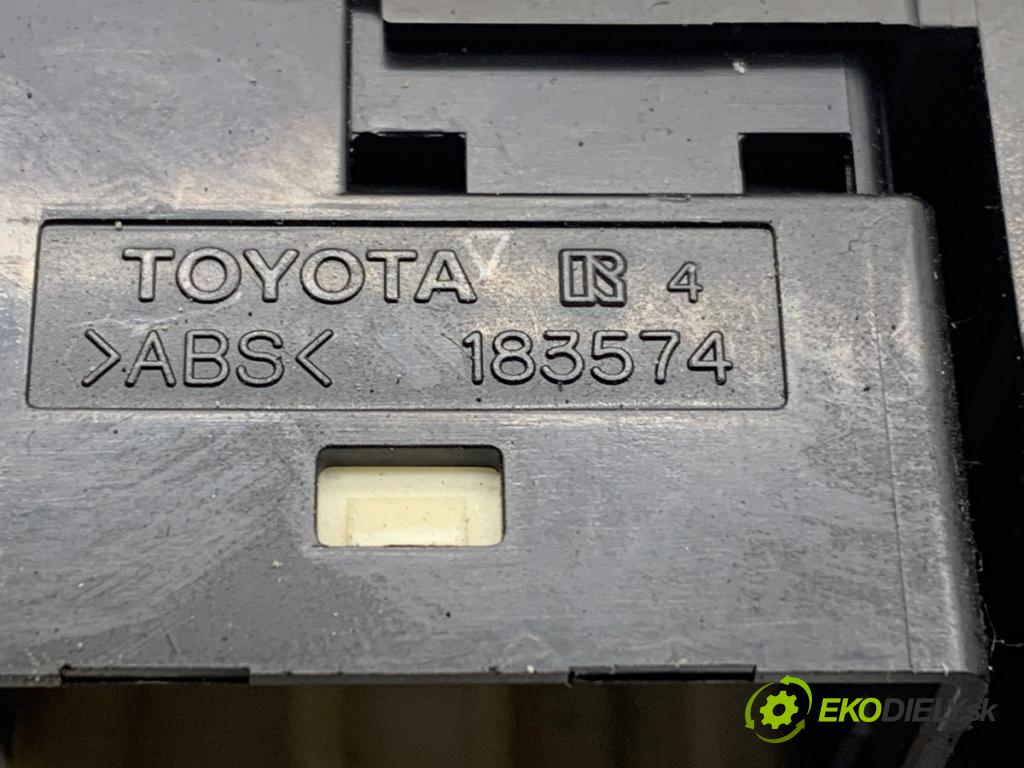 TOYOTA 4
>ABS< 183574
EKODIELY.sk